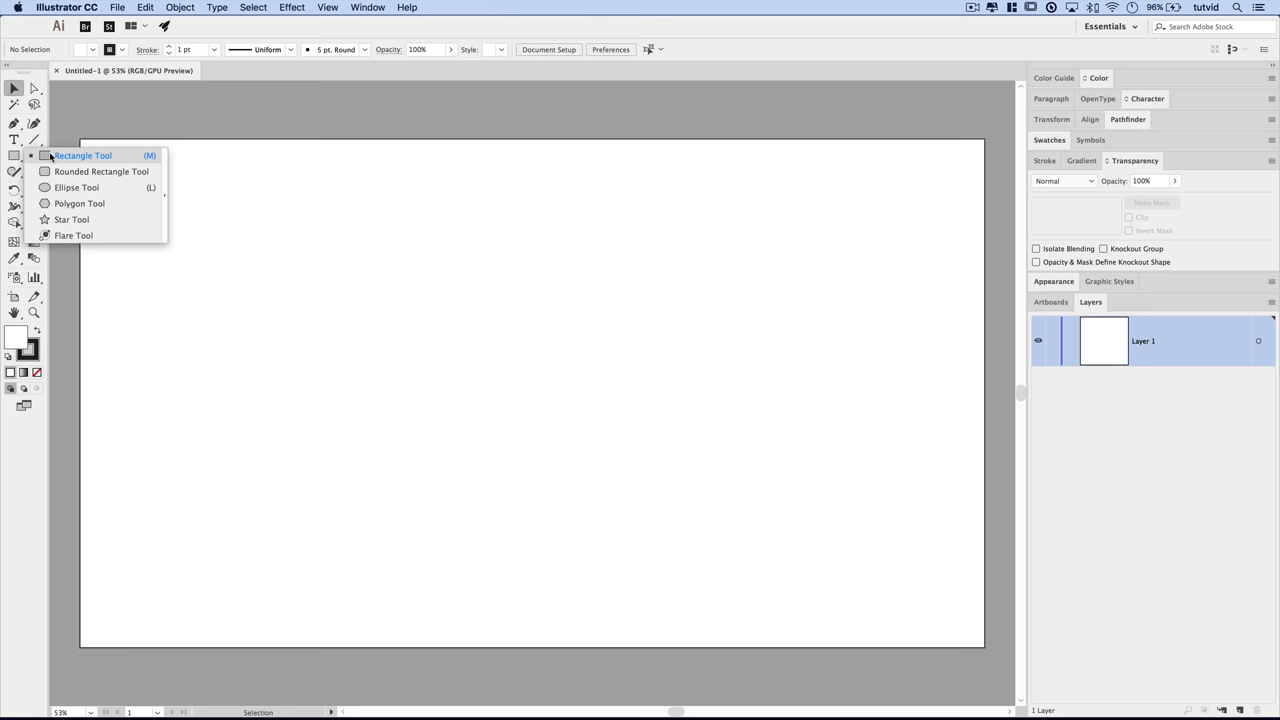 Illustrator CC File Edit Object Type Select Effect View Window Help 96% tutvid
Ai Br St Essentials Search Adobe Stock
No Selection Stroke: 1 pt Uniform 5 pt. Round Opacity: 100% Style: Document Setup Preferences
Untitled-1 @ 53% (RGB/GPU Preview)
Rectangle Tool (M)
Rounded Rectangle Tool
Ellipse Tool (L)
Polygon Tool
Star Tool
Flare Tool
Color Guide Color
Paragraph OpenType Character
Transform Align Pathfinder
Swatches Symbols
Stroke Gradient Transparency
Normal Opacity: 100%
Make Mask
Clip
Invert Mask
Isolate Blending Knockout Group
Opacity & Mask Define Knockout Shape
Appearance Graphic Styles
Artboards Layers
Layer 1
53% 1 Selection
1 Layer